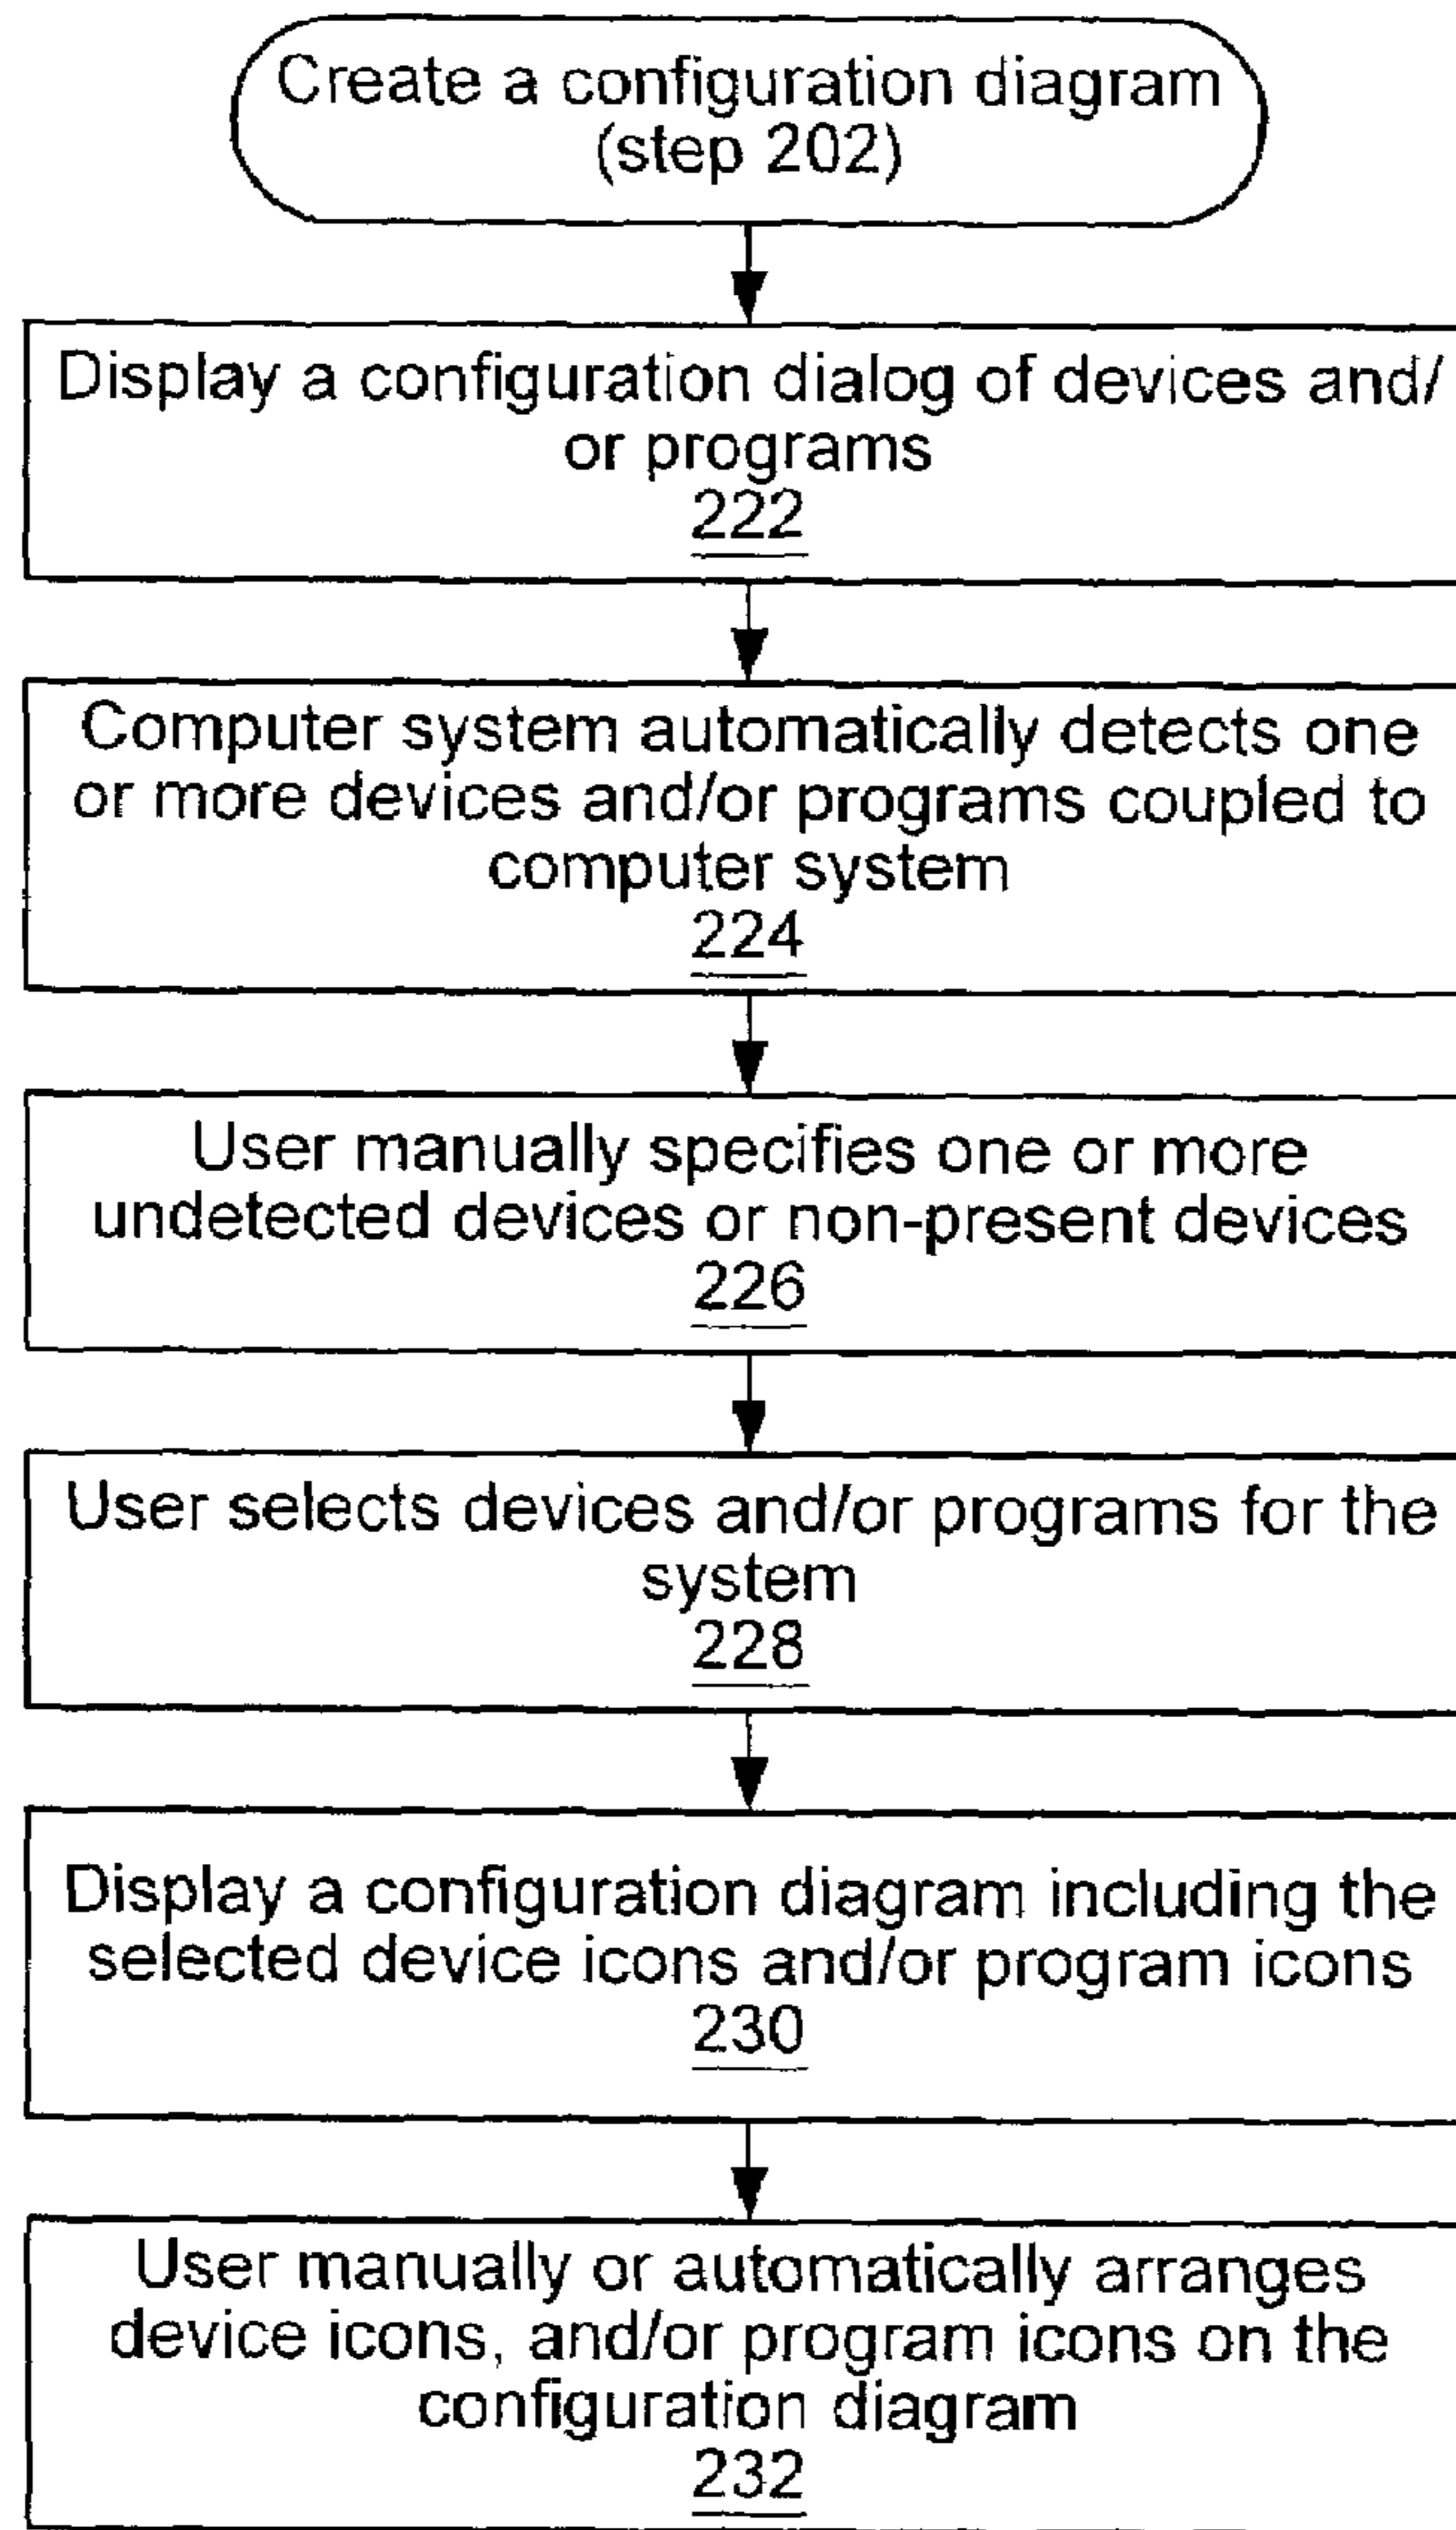 Create a configuration diagram
(step 202)
Display a configuration dialog of devices and/
or programs
222
Computer system automatically detects one
or more devices and/or programs coupled to
computer system
224
User manually specifies one or more
undetected devices or non-present devices
226
User selects devices and/or programs for the
system
228
Display a configuration diagram including the
selected device icons and/or program icons
230
User manually or automatically arranges
device icons, and/or program icons on the
configuration diagram
232